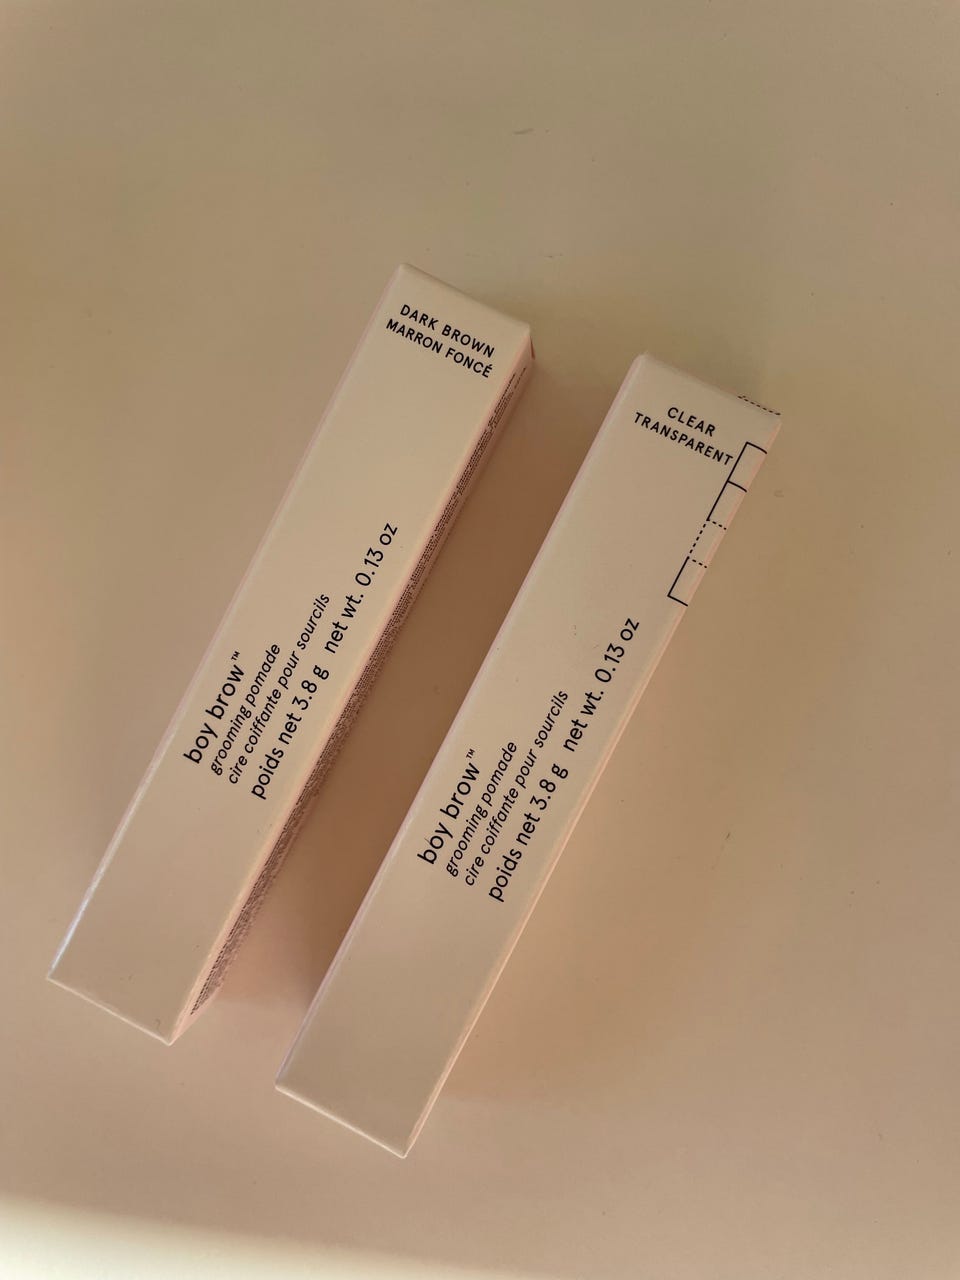 DARK BROWN
MARRON FONCÉ
boy brow™
grooming pomade
cire coiffante pour sourcils
poids net 3.8 g net wt. 0.13 oz
CLEAR
TRANSPARENT
boy brow™
grooming pomade
cire coiffante pour sourcils
poids net 3.8 g net wt. 0.13 oz